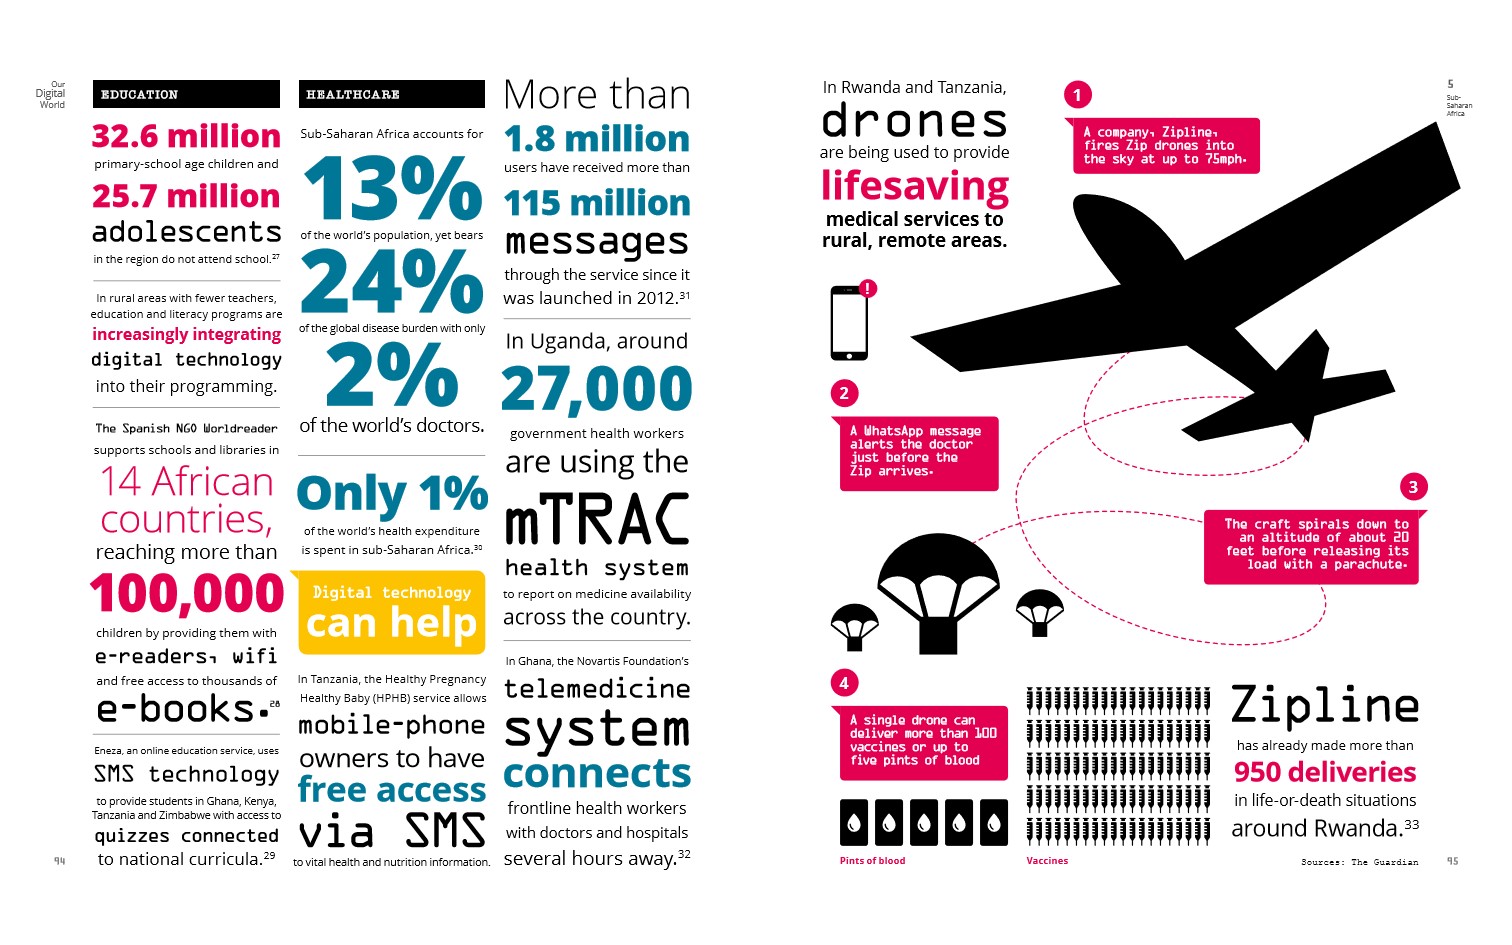 Our
Digital
World
EDUCATION
32.6 million
primary-school age children and
25.7 million
adolescents
in the region do not attend school.27
In rural areas with fewer teachers,
education and literacy programs are
increasingly integrating
digital technology
into their programming.
The Spanish NGO Worldreader
supports schools and libraries in
14 African
countries,
reaching more than
100,000
children by providing them with
e-readers, wifi
and free access to thousands of
e-books.28
Eneza, an online education service, uses
SMS technology
to provide students in Ghana, Kenya,
Tanzania and Zimbabwe with access to
quizzes connected
to national curricula.29
94
HEALTHCARE
Sub-Saharan Africa accounts for
13%
of the world's population, yet bears
24%
of the global disease burden with only
2%
of the world's doctors.
Only 1%
of the world's health expenditure
is spent in sub-Saharan Africa.30
Digital technology
can help
In Tanzania, the Healthy Pregnancy
Healthy Baby (HPHB) service allows
mobile-phone
owners to have
free access
via SMS
to vital health and nutrition information.
More than
1.8 million
users have received more than
115 million
messages
through the service since it
was launched in 2012.31
In Uganda, around
27,000
government health workers
are using the
mTRAC
health system
to report on medicine availability
across the country.
In Ghana, the Novartis Foundation's
telemedicine
system
connects
frontline health workers
with doctors and hospitals
several hours away.32
In Rwanda and Tanzania,
drones
are being used to provide
lifesaving
medical services to
rural, remote areas.
1
A company, Zipline,
fires Zip drones into
the sky at up to 75mph.
5
Sub-
Saharan
Africa
!
2
A WhatsApp message
alerts the doctor
just before the
Zip arrives.
3
The craft spirals down to
an altitude of about 20
feet before releasing its
load with a parachute.
4
A single drone can
deliver more than 100
vaccines or up to
five pints of blood
Pints of blood
Vaccines
Zipline
has already made more than
950 deliveries
in life-or-death situations
around Rwanda.33
Sources: The Guardian
95